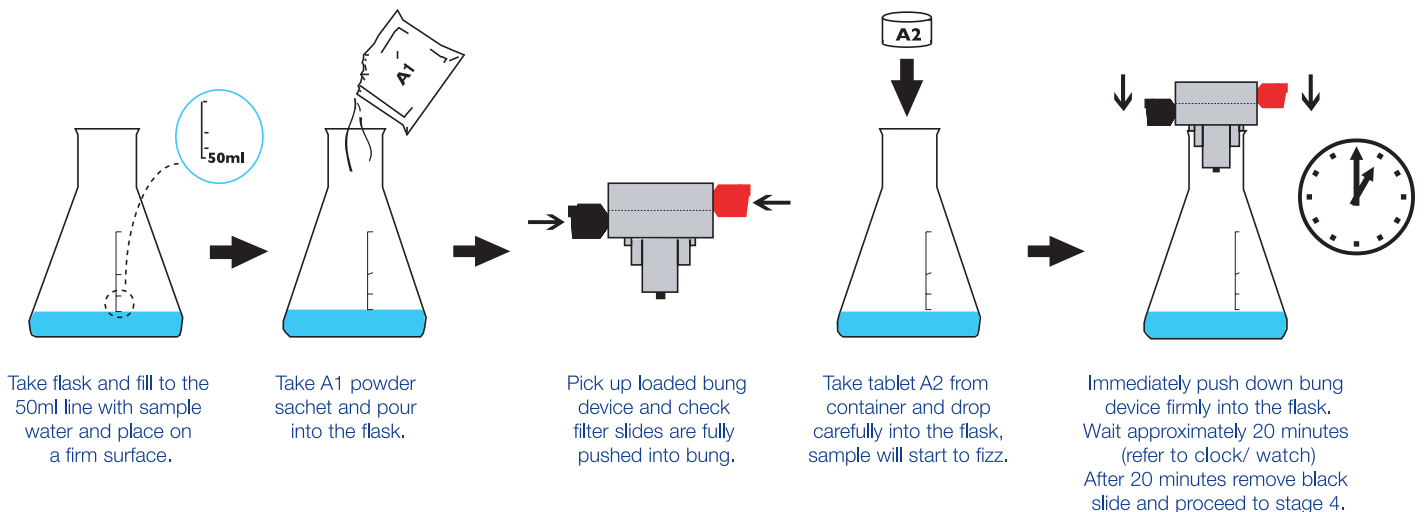 50ml
A1
A2
Take flask and fill to the
50ml line with sample
water and place on
a firm surface.
Take A1 powder
sachet and pour
into the flask.
Pick up loaded bung
device and check
filter slides are fully
pushed into bung.
Take tablet A2 from
container and drop
carefully into the flask,
sample will start to fizz.
Immediately push down bung
device firmly into the flask.
Wait approximately 20 minutes
(refer to clock/ watch)
After 20 minutes remove black
slide and proceed to stage 4.